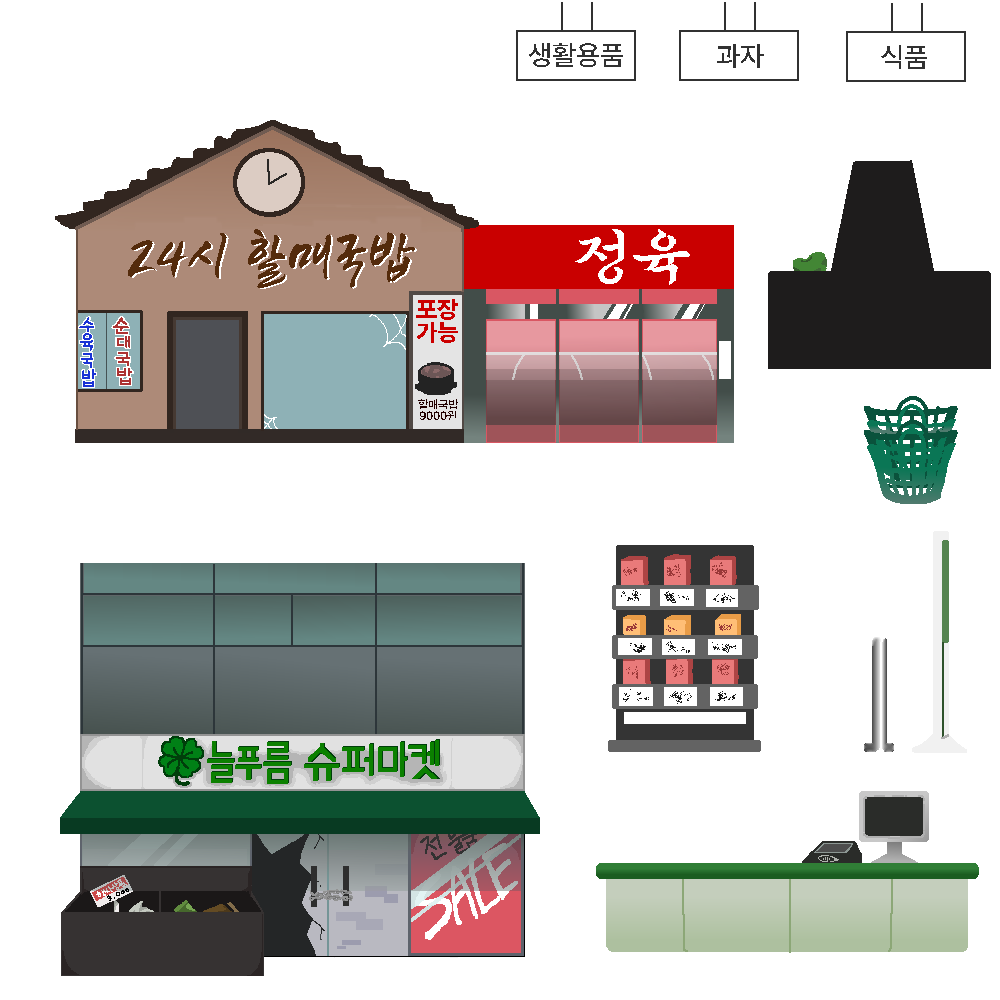 생활용품
과자
식품
24시 할매국밥
정육
수육국밥
순대국밥
포장
가능
할매국밥
9000원
늘푸름 슈퍼마켓
SALE